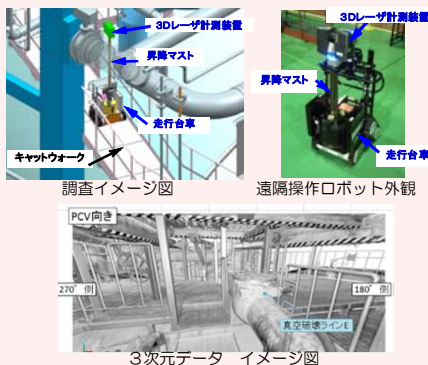 3Dレーザ計測装置
昇降マスト
走行台車
キャットウォーク
調査イメージ図
3Dレーザ計測装置
昇降マスト
走行台車
遠隔操作ロボット外観
PCV向き
270°側
180°側
真空破壊ラインE
3次元データ　イメージ図